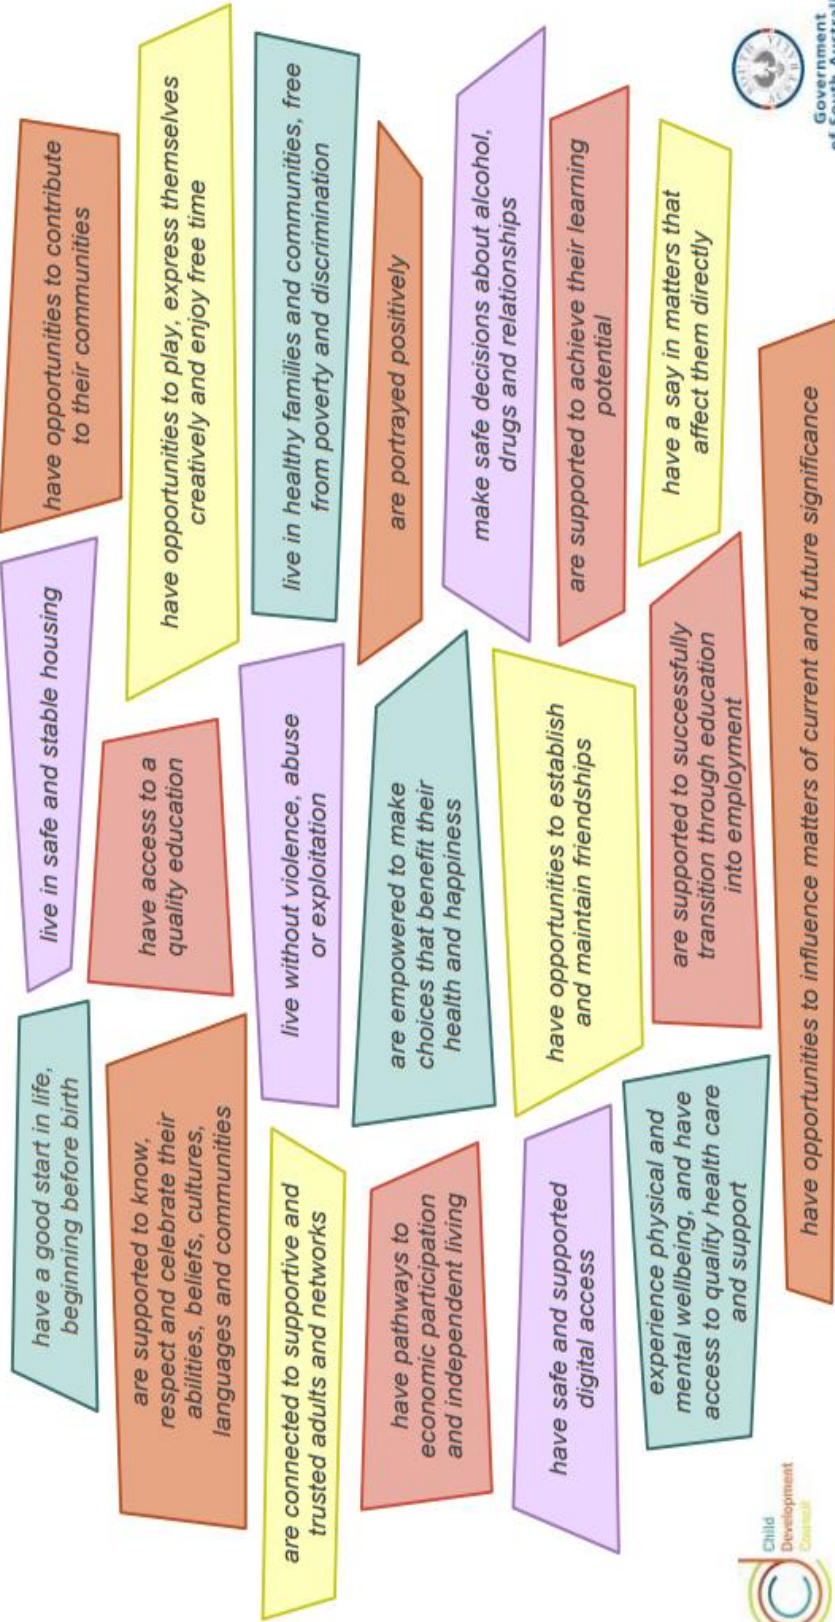 have a good start in life,
beginning before birth
live in safe and stable housing
have opportunities to contribute
to their communities
are supported to know,
respect and celebrate their
abilities, beliefs, cultures,
languages and communities
have access to a
quality education
have opportunities to play, express themselves
creatively and enjoy free time
are connected to supportive and
trusted adults and networks
live without violence, abuse
or exploitation
live in healthy families and communities, free
from poverty and discrimination
have pathways to
economic participation
and independent living
are empowered to make
choices that benefit their
health and happiness
are portrayed positively
have safe and supported
digital access
have opportunities to establish
and maintain friendships
make safe decisions about alcohol,
drugs and relationships
experience physical and
mental wellbeing, and have
access to quality health care
and support
are supported to successfully
transition through education
into employment
are supported to achieve their learning
potential
have a say in matters that
affect them directly
have opportunities to influence matters of current and future significance
Child
Development
Council
Government